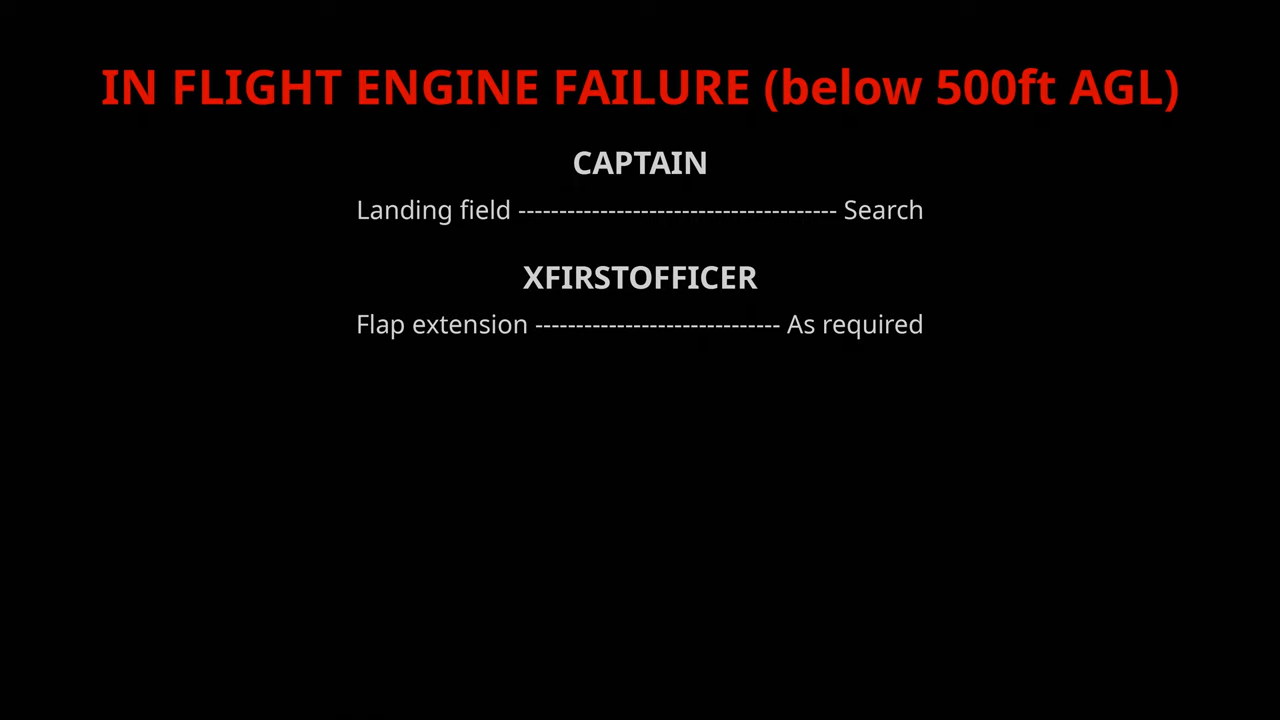 IN FLIGHT ENGINE FAILURE (below 500ft AGL)
CAPTAIN
Landing field --------------------------------------- Search
XFIRSTOFFICER
Flap extension ------------------------------ As required